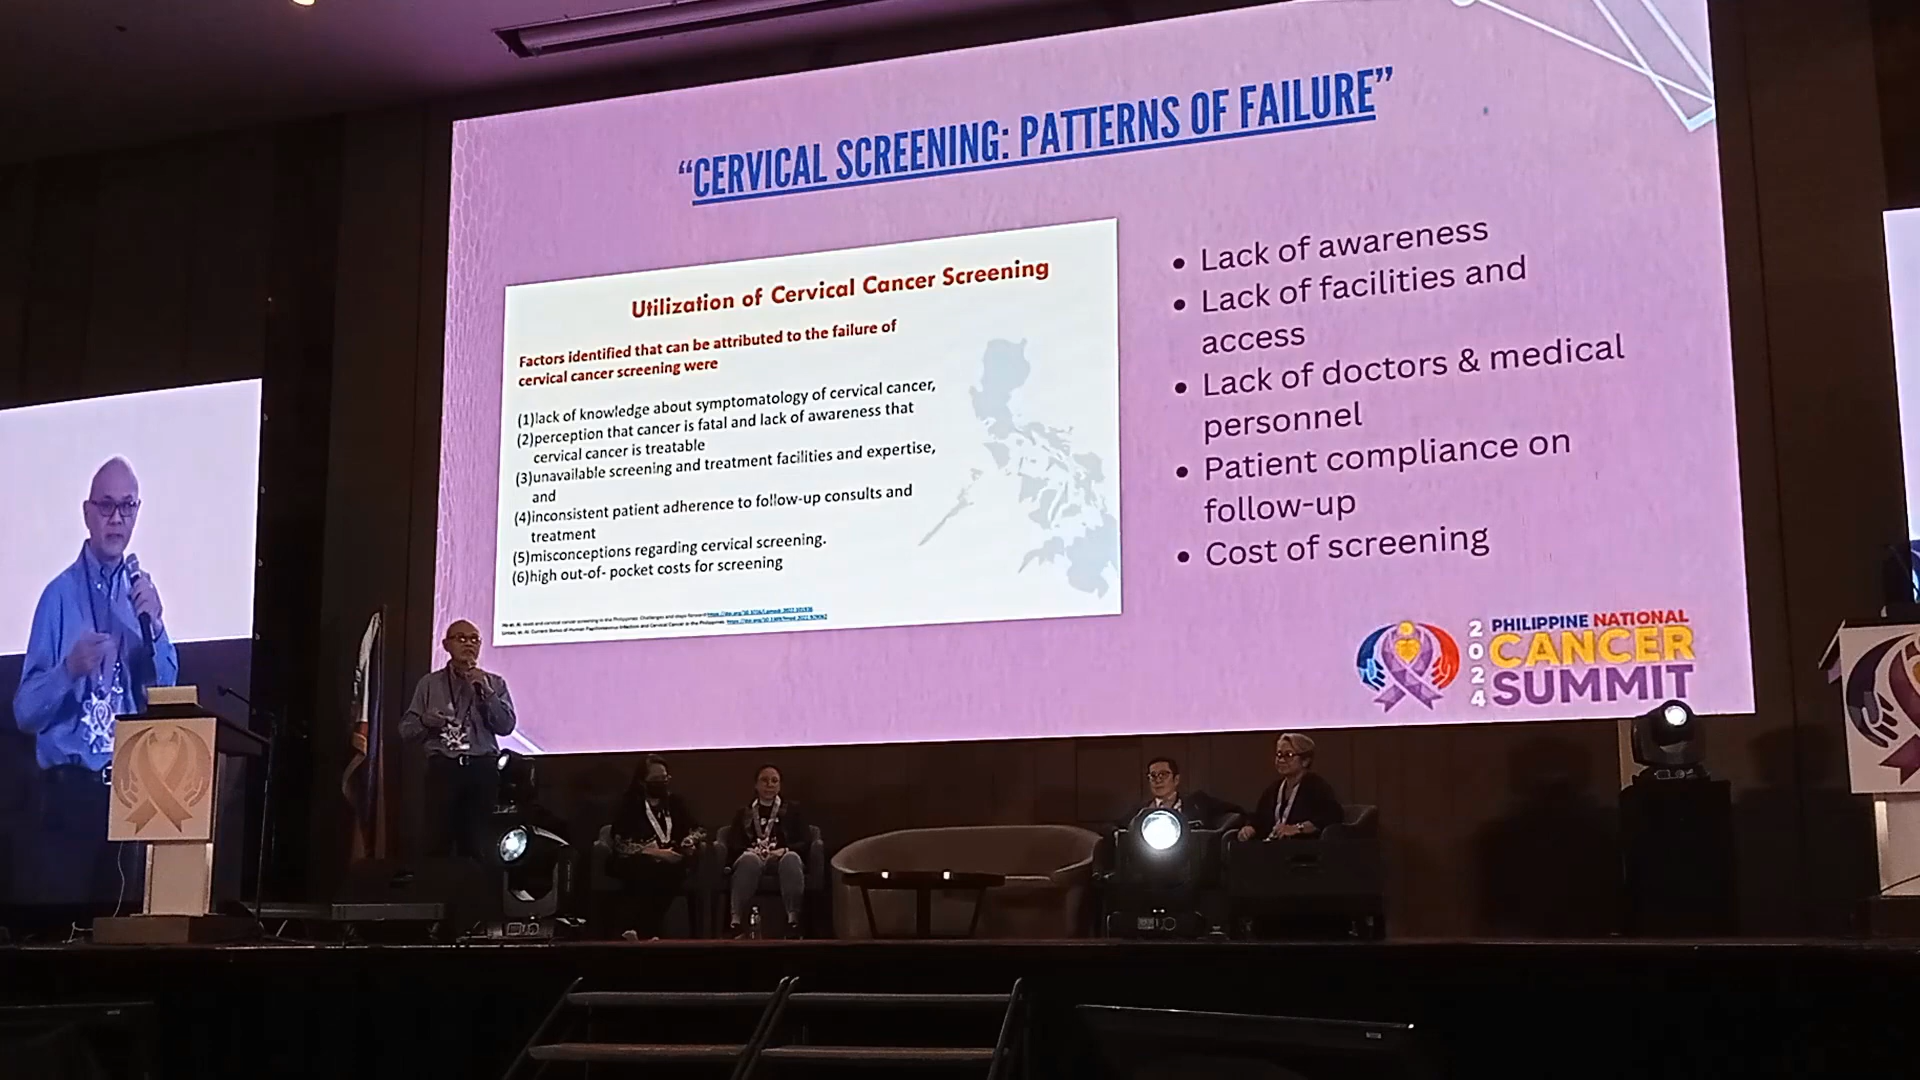 “CERVICAL SCREENING: PATTERNS OF FAILURE”
Utilization of Cervical Cancer Screening
Factors identified that can be attributed to the failure of
cervical cancer screening were
(1)lack of knowledge about symptomatology of cervical cancer,
(2)perception that cancer is fatal and lack of awareness that
cervical cancer is treatable
(3)unavailable screening and treatment facilities and expertise,
and
(4)inconsistent patient adherence to follow-up consults and
treatment
(5)misconceptions regarding cervical screening.
(6)high out-of- pocket costs for screening
• Lack of awareness
• Lack of facilities and
access
• Lack of doctors & medical
personnel
• Patient compliance on
follow-up
• Cost of screening
2024
PHILIPPINE NATIONAL
CANCER
SUMMIT